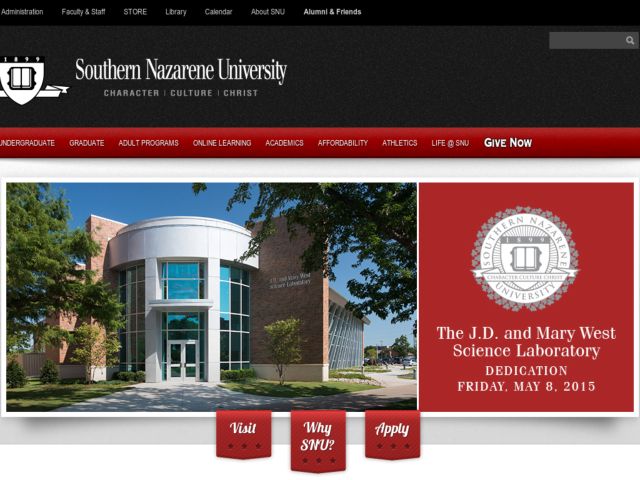 Administration Faculty & Staff STORE Library Calendar About SNU Alumni & Friends
1899
Southern Nazarene University
CHARACTER | CULTURE | CHRIST
UNDERGRADUATE GRADUATE ADULT PROGRAMS ONLINE LEARNING ACADEMICS AFFORDABILITY ATHLETICS LIFE @ SNU GIVE NOW
J.D. and Mary West
Science Laboratory
SOUTHERN NAZARENE
1899
CHARACTER CULTURE CHRIST
UNIVERSITY
The J.D. and Mary West
Science Laboratory
DEDICATION
FRIDAY, MAY 8, 2015
Visit Why Apply
SNU?